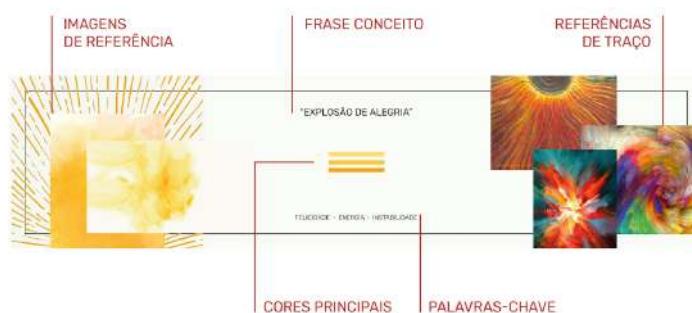 IMAGENS
DE REFERÊNCIA
FRASE CONCEITO
REFERÊNCIAS
DE TRAÇO
"EXPLOSÃO DE ALEGRIA"
FELICIDADE - ENERGIA - INSTABILIDADE
CORES PRINCIPAIS
PALAVRAS-CHAVE